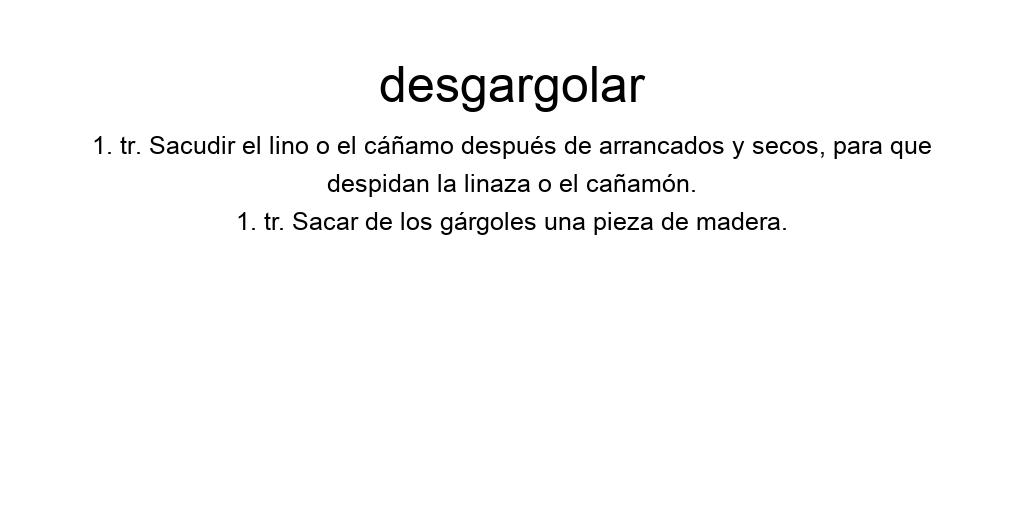 desgargolar
1. tr. Sacudir el lino o el cáñamo después de arrancados y secos, para que
despidan la linaza o el cañamón.
1. tr. Sacar de los gárgoles una pieza de madera.